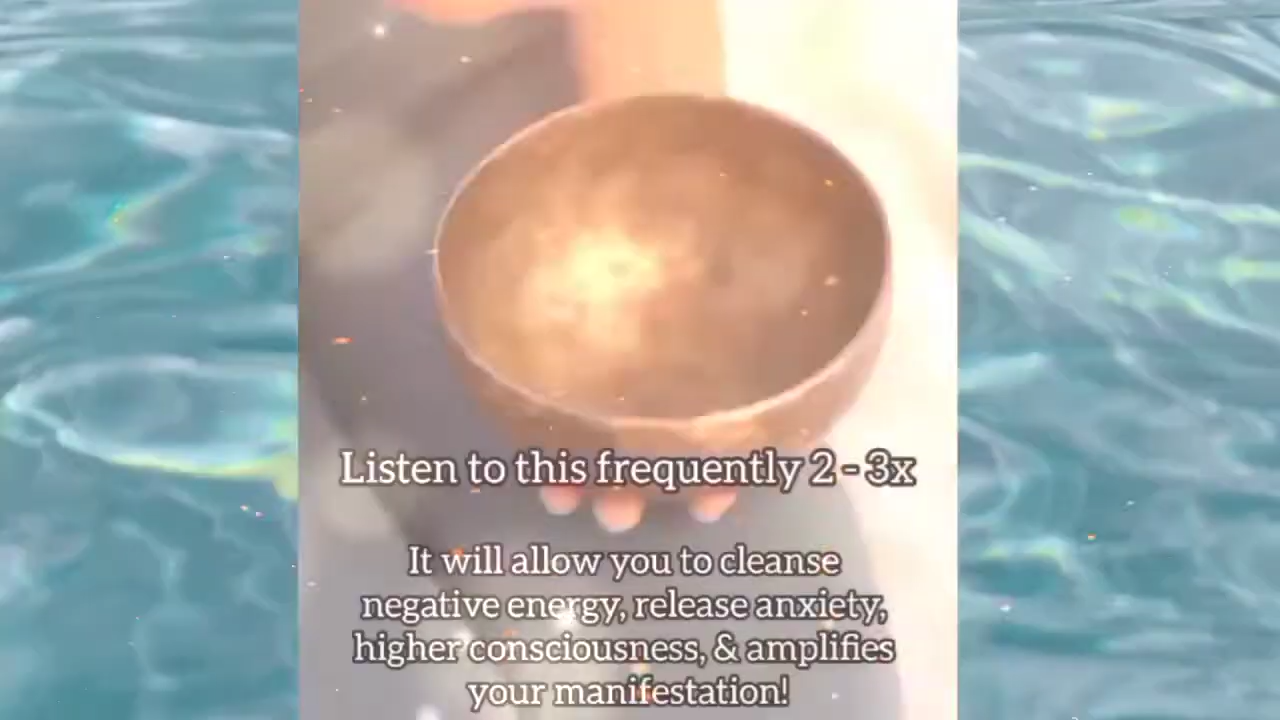 Listen to this frequently 2 - 3x
It will allow you to cleanse
negative energy, release anxiety,
higher consciousness, & amplifies
your manifestation!